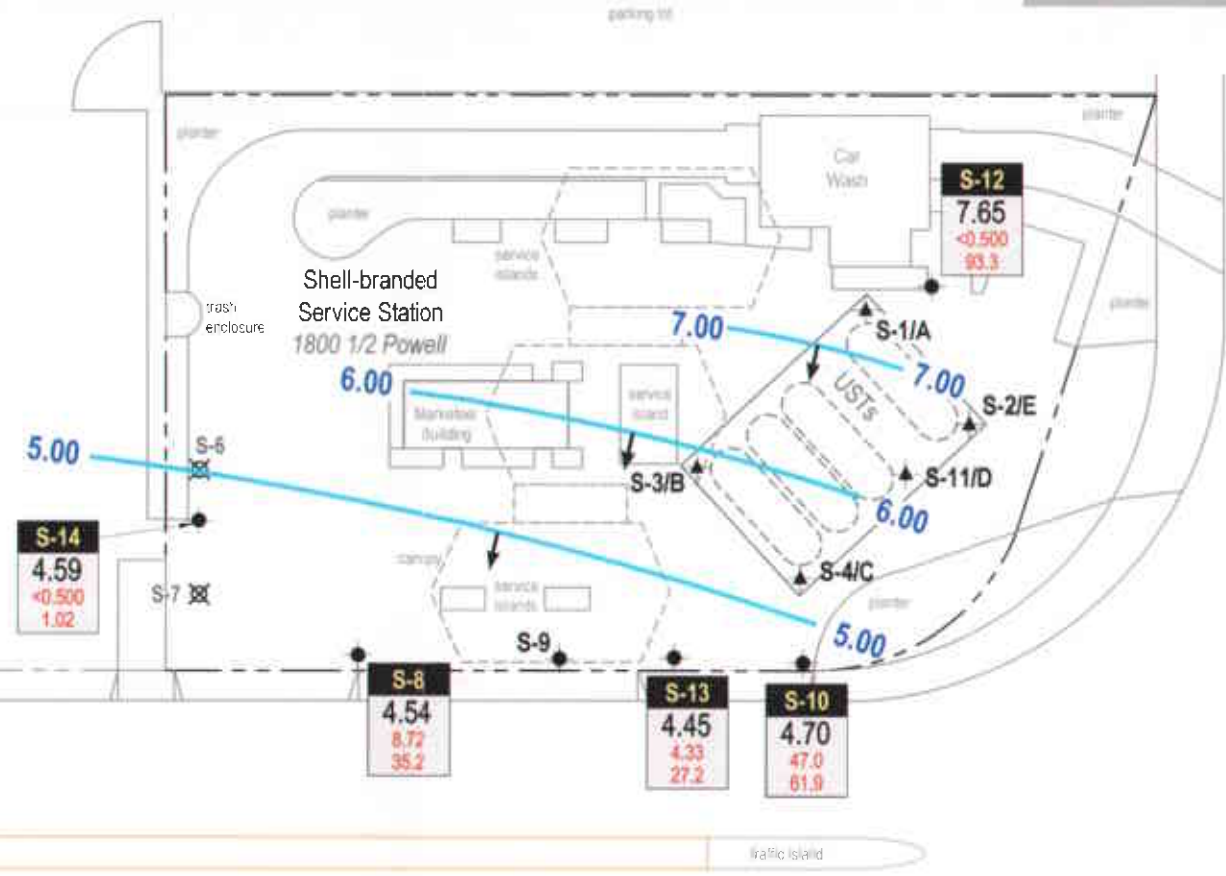 parking lot
planter
Car
Wash
planter
S-12
7.65
<0.500
93.3
planter
service
islands
Shell-branded
Service Station
1800 1/2 Powell
trash
enclosure
planter
7.00
S-1/A
7.00
USTs
6.00
service
island
S-2/E
Building
5.00
S-6
S-3/B
S-11/D
6.00
S-14
4.59
<0.500
1.02
S-7
canopy
service
islands
S-4/C
planter
5.00
S-9
S-8
4.54
8.72
35.2
S-13
4.45
4.33
27.2
S-10
4.70
47.0
61.9
traffic island